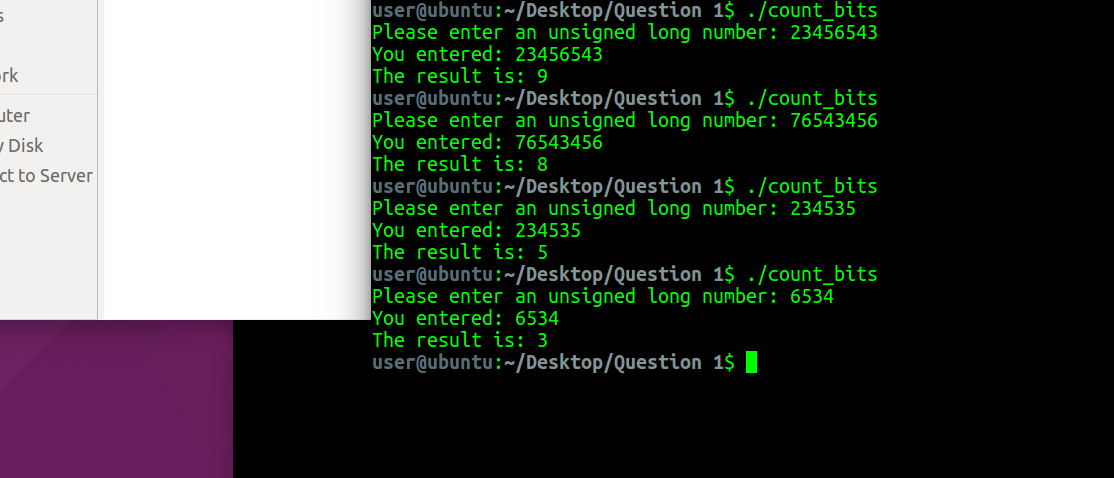 s
rk
uter
y Disk
ct to Server
user@ubuntu:~/Desktop/Question 1$ ./count_bits
Please enter an unsigned long number: 23456543
You entered: 23456543
The result is: 9
user@ubuntu:~/Desktop/Question 1$ ./count_bits
Please enter an unsigned long number: 76543456
You entered: 76543456
The result is: 8
user@ubuntu:~/Desktop/Question 1$ ./count_bits
Please enter an unsigned long number: 234535
You entered: 234535
The result is: 5
user@ubuntu:~/Desktop/Question 1$ ./count_bits
Please enter an unsigned long number: 6534
You entered: 6534
The result is: 3
user@ubuntu:~/Desktop/Question 1$